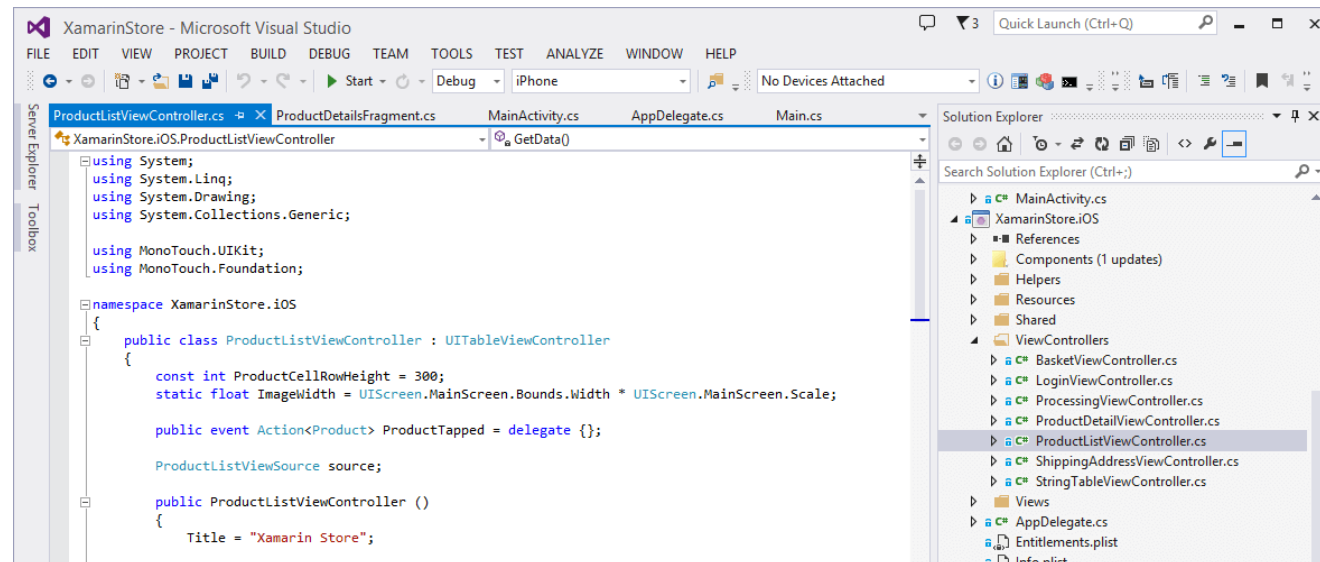 XamarinStore - Microsoft Visual Studio
3
Quick Launch (Ctrl+Q)
FILE EDIT VIEW PROJECT BUILD DEBUG TEAM TOOLS TEST ANALYZE WINDOW HELP
Start Debug iPhone No Devices Attached
Server Explorer
Toolbox
ProductListViewController.cs ProductDetailsFragment.cs MainActivity.cs AppDelegate.cs Main.cs
XamarinStore.iOS.ProductListViewController GetData()
using System;
using System.Linq;
using System.Drawing;
using System.Collections.Generic;
using MonoTouch.UIKit;
using MonoTouch.Foundation;
namespace XamarinStore.iOS
{
public class ProductListViewController : UITableViewController
{
const int ProductCellRowHeight = 300;
static float ImageWidth = UIScreen.MainScreen.Bounds.Width * UIScreen.MainScreen.Scale;
public event Action<Product> ProductTapped = delegate {};
ProductListViewSource source;
public ProductListViewController ()
{
Title = "Xamarin Store";
Solution Explorer
Search Solution Explorer (Ctrl+;)
C# MainActivity.cs
XamarinStore.iOS
References
Components (1 updates)
Helpers
Resources
Shared
ViewControllers
C# BasketViewController.cs
C# LoginViewController.cs
C# ProcessingViewController.cs
C# ProductDetailViewController.cs
C# ProductListViewController.cs
C# ShippingAddressViewController.cs
C# StringTableViewController.cs
Views
C# AppDelegate.cs
Entitlements.plist
Info.plist